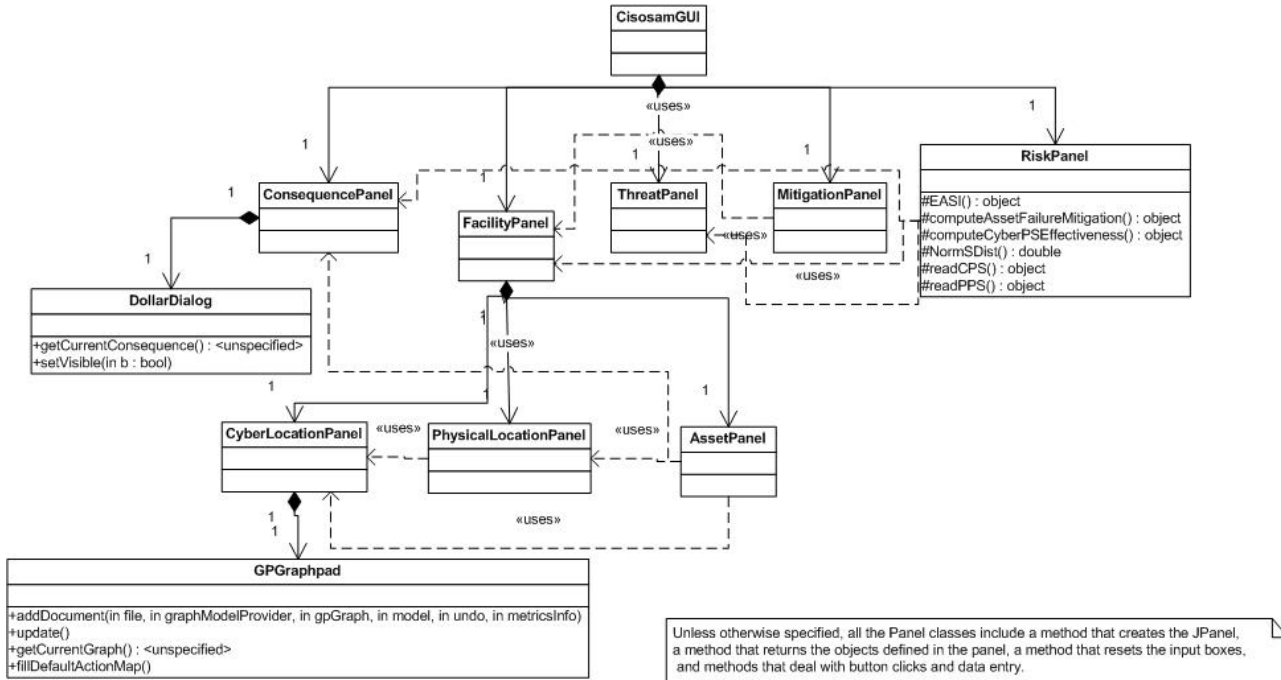 CisosamGUI
«uses»
1
1
1
«uses»
1
1
1
1
ConsequencePanel
ThreatPanel
MitigationPanel
RiskPanel
#EASI() : object
#computeAssetFailureMitigation() : object
#computeCyberPSEffectiveness() : object
#NormSDist() : double
#readCPS() : object
#readPPS() : object
FacilityPanel
«uses»
«uses»
1
DollarDialog
+getCurrentConsequence() : <unspecified>
+setVisible(in b : bool)
1
1
«uses»
1
1
1
CyberLocationPanel
«uses»
PhysicalLocationPanel
«uses»
AssetPanel
«uses»
1
1
GPGraphpad
+addDocument(in file, in graphModelProvider, in gpGraph, in model, in undo, in metricsInfo)
+update()
+getCurrentGraph() : <unspecified>
+fillDefaultActionMap()
Unless otherwise specified, all the Panel classes include a method that creates the JPanel,
a method that returns the objects defined in the panel, a method that resets the input boxes,
and methods that deal with button clicks and data entry.